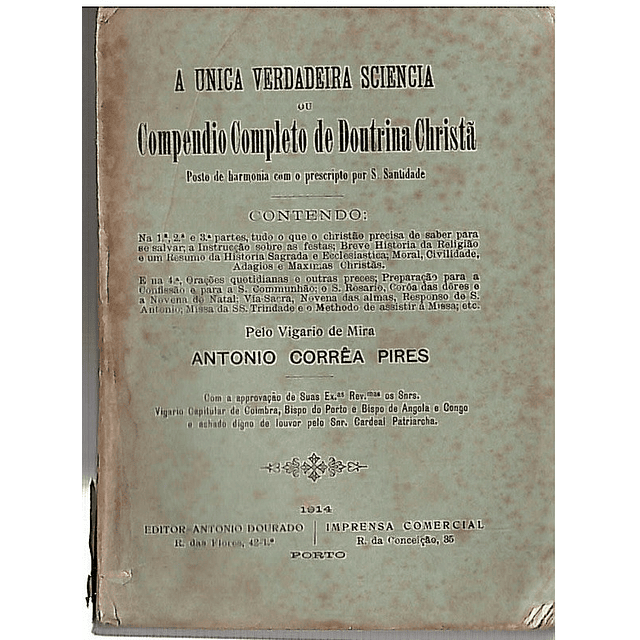 A UNICA VERDADEIRA SCIENCIA
OU
Compendio Completo de Doutrina Christã
Posto de harmonia com o prescripto por S. Santidade
CONTENDO:
Na 1.ª, 2.ª e 3.ª partes, tudo o que o christão precisa de saber para
se salvar; a Instrucção sobre as festas; Breve Historia da Religião
e um Resumo da Historia Sagrada e Ecclesiastica; Moral, Civilidade,
Adagios e Maximas Christãs.
E na 4.ª, Orações quotidianas e outras preces; Preparação para a
Confissão e para a S. Communhão; o S. Rosario, Corôa das dores e
a Novena do Natal; Via-Sacra, Novena das almas, Responso de S.
Antonio, Missa da SS. Trindade e o Methodo de assistir á Missa; etc.
Pelo Vigario de Mira
ANTONIO CORRÊA PIRES
Com a approvação de Suas Ex.as Rev.mas os Snrs.
Vigario Capitular de Coimbra, Bispo do Porto e Bispo de Angola e Congo
e achado digno de louvor pelo Snr. Cardeal Patriarcha.
1914
EDITOR-ANTONIO DOURADO
R. das Flores, 42-1.º
IMPRENSA COMERCIAL
R. da Conceição, 35
PORTO